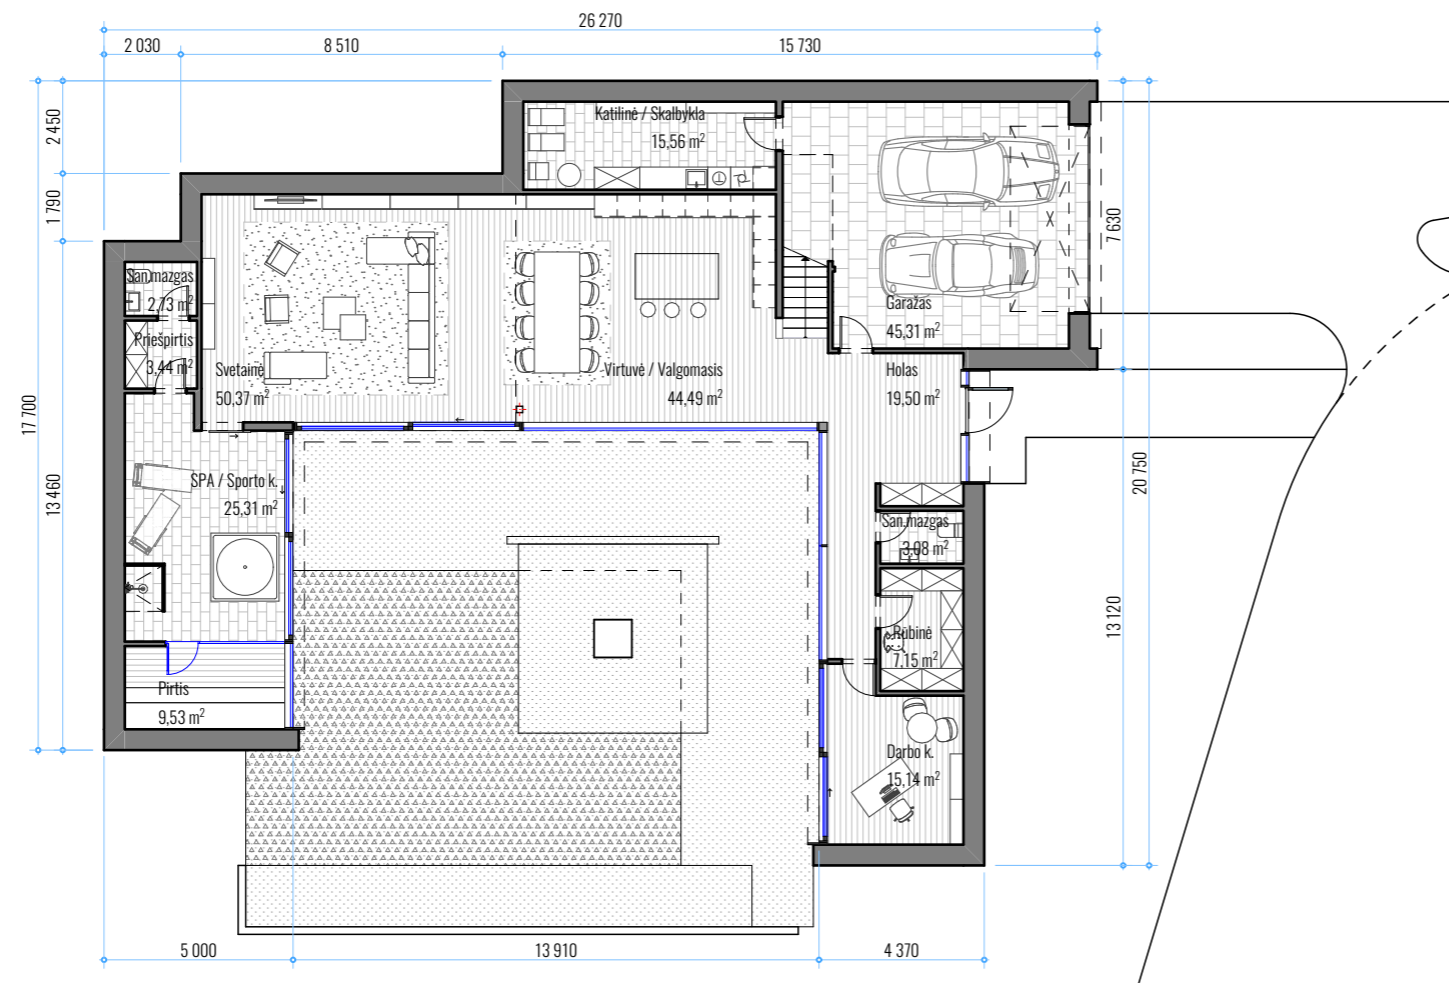 26 270
2 030
8 510
15 730
2 450
1 790
17 700
13 460
7 630
20 750
13 120
Katilinė / Skalbykla
15,56 m²
San.mazgas
2,73 m²
Priešpirtis
3,44 m²
Svetainė
50,37 m²
Virtuvė / Valgomasis
44,49 m²
Garažas
45,31 m²
Holas
19,50 m²
SPA / Sporto k.
25,31 m²
San.mazgas
3,08 m²
Rūbinė
7,15 m²
Pirtis
9,53 m²
Darbo k.
15,14 m²
5 000
13 910
4 370